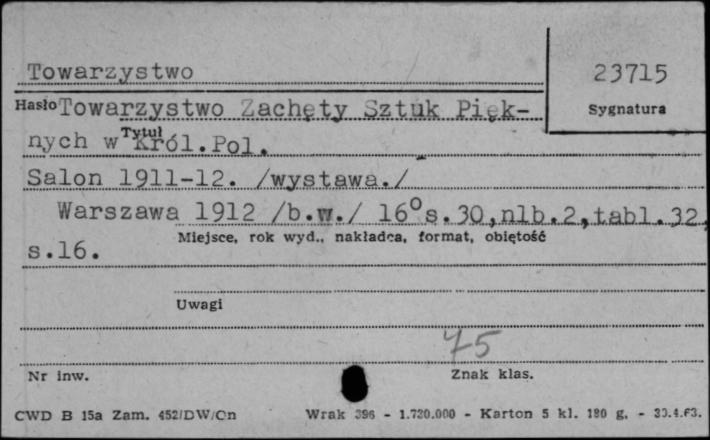 Towarzystwo
23715
Hasło Towarzystwo Zachęty Sztuk Pięk-
Sygnatura
nych w Tytuł Król.Pol.
Salon 1911-12. /wystawa./
Warszawa 1912 /b.w./ 16° s.30,nlb.2,tabl.32,
Miejsce, rok wyd., nakładca, format, objętość
s.16.
Uwagi
75
Nr inw.
Znak klas.
CWD B 15a Zam. 452/DW/Cn Wrak 396 - 1.720.000 - Karton 5 kl. 180 g. - 4.63.